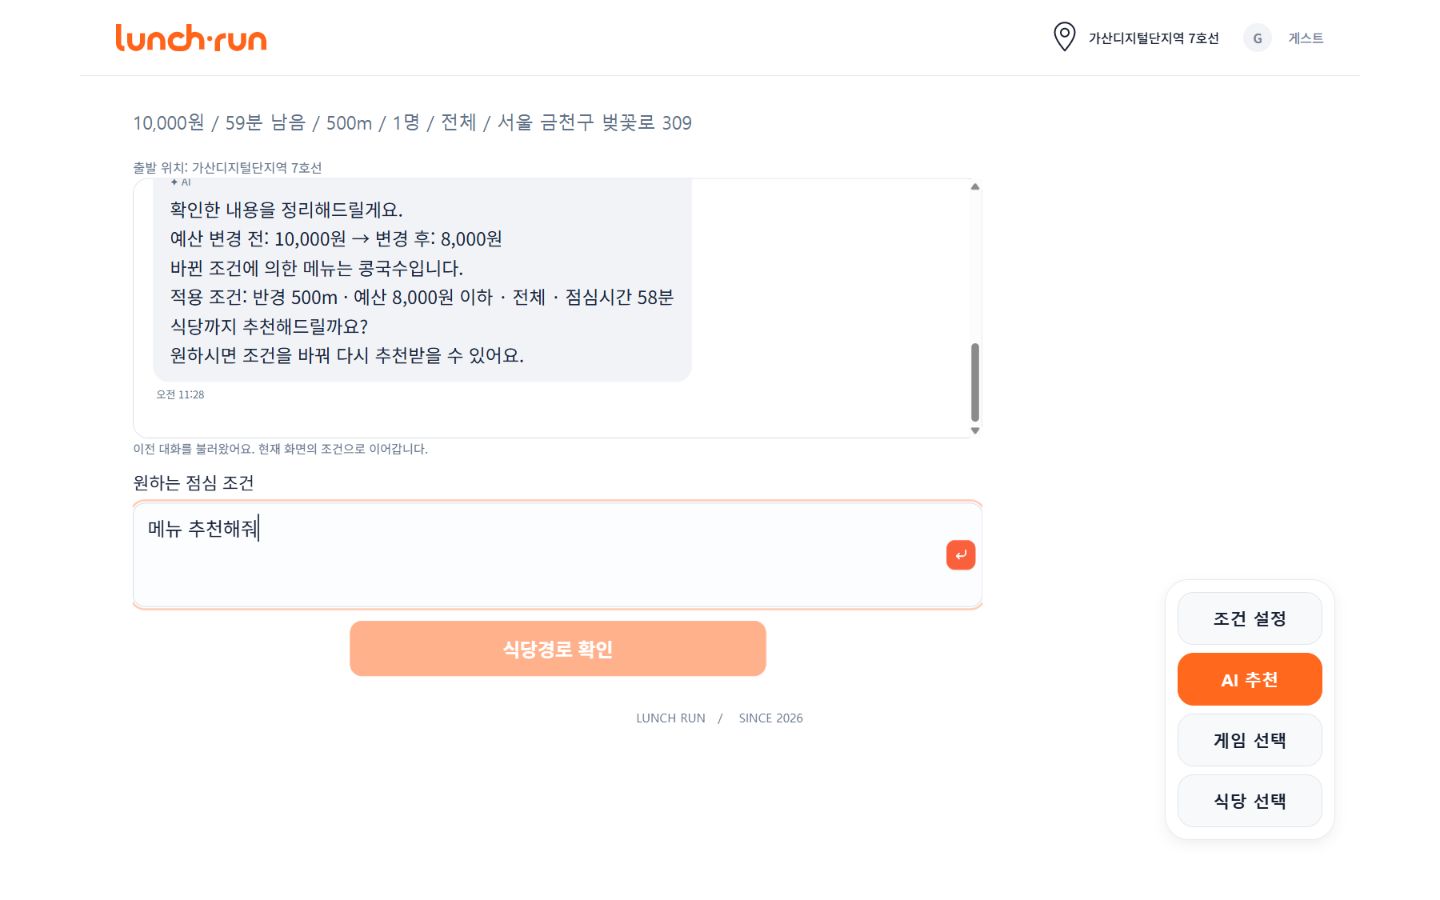 lunch·run
가산디지털단지역 7호선
G 게스트
10,000원 / 59분 남음 / 500m / 1명 / 전체 / 서울 금천구 벚꽃로 309
출발 위치: 가산디지털단지역 7호선
✦ AI
확인한 내용을 정리해드릴게요.
예산 변경 전: 10,000원 → 변경 후: 8,000원
바뀐 조건에 의한 메뉴는 콩국수입니다.
적용 조건: 반경 500m · 예산 8,000원 이하 · 전체 · 점심시간 58분
식당까지 추천해드릴까요?
원하시면 조건을 바꿔 다시 추천받을 수 있어요.
오전 11:28
이전 대화를 불러왔어요. 현재 화면의 조건으로 이어갑니다.
원하는 점심 조건
메뉴 추천해줘
식당경로 확인
조건 설정
AI 추천
게임 선택
식당 선택
LUNCH RUN / SINCE 2026